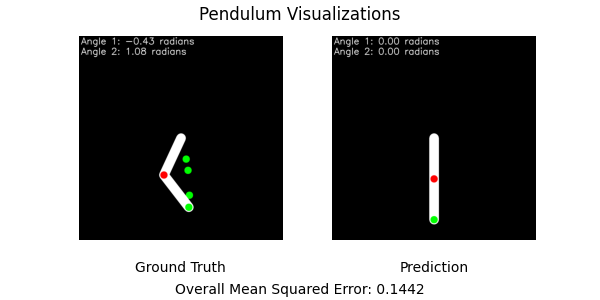 Pendulum Visualizations
Angle 1: −0.43 radians
Angle 2: 1.08 radians
Angle 1: 0.00 radians
Angle 2: 0.00 radians
Ground Truth
Prediction
Overall Mean Squared Error: 0.1442